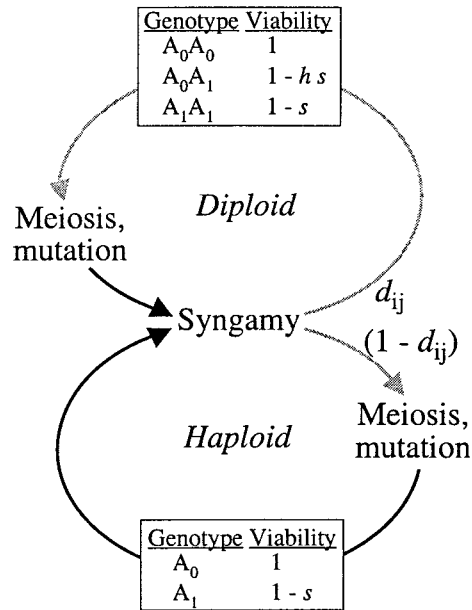 Genotype Viability
A₀A₀ 1
A₀A₁ 1 - h s
A₁A₁ 1 - s
Diploid
Meiosis,
mutation
Syngamy
dᵢⱼ
(1 - dᵢⱼ)
Meiosis,
mutation
Haploid
Genotype Viability
A₀ 1
A₁ 1 - s